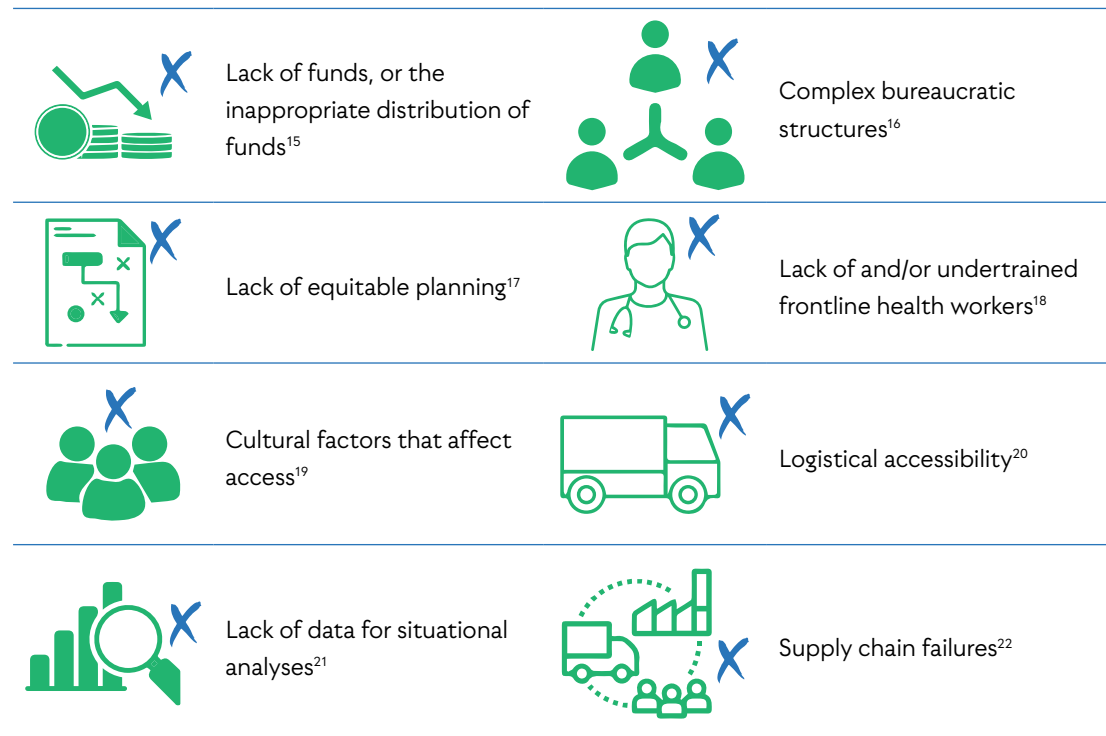 Lack of funds, or the
inappropriate distribution of
funds¹⁵
Complex bureaucratic
structures¹⁶
Lack of equitable planning¹⁷
Lack of and/or undertrained
frontline health workers¹⁸
Cultural factors that affect
access¹⁹
Logistical accessibility²⁰
Lack of data for situational
analyses²¹
Supply chain failures²²